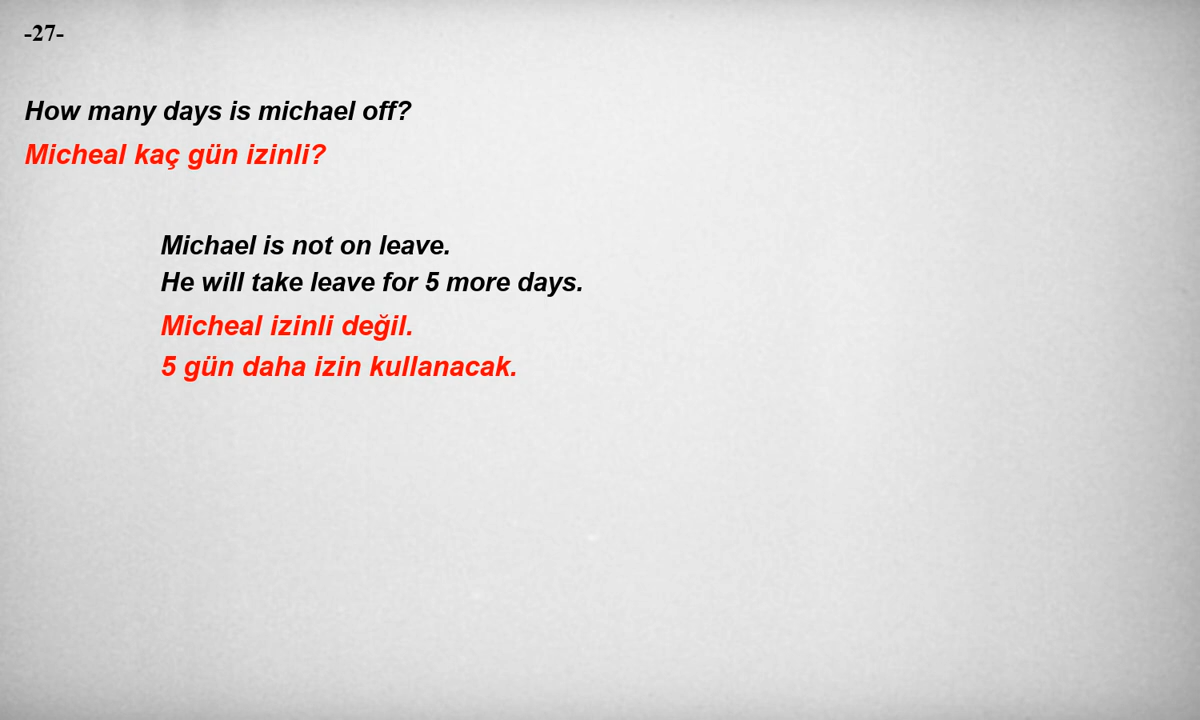 -27-
How many days is michael off?
Micheal kaç gün izinli?
Michael is not on leave.
He will take leave for 5 more days.
Micheal izinli değil.
5 gün daha izin kullanacak.